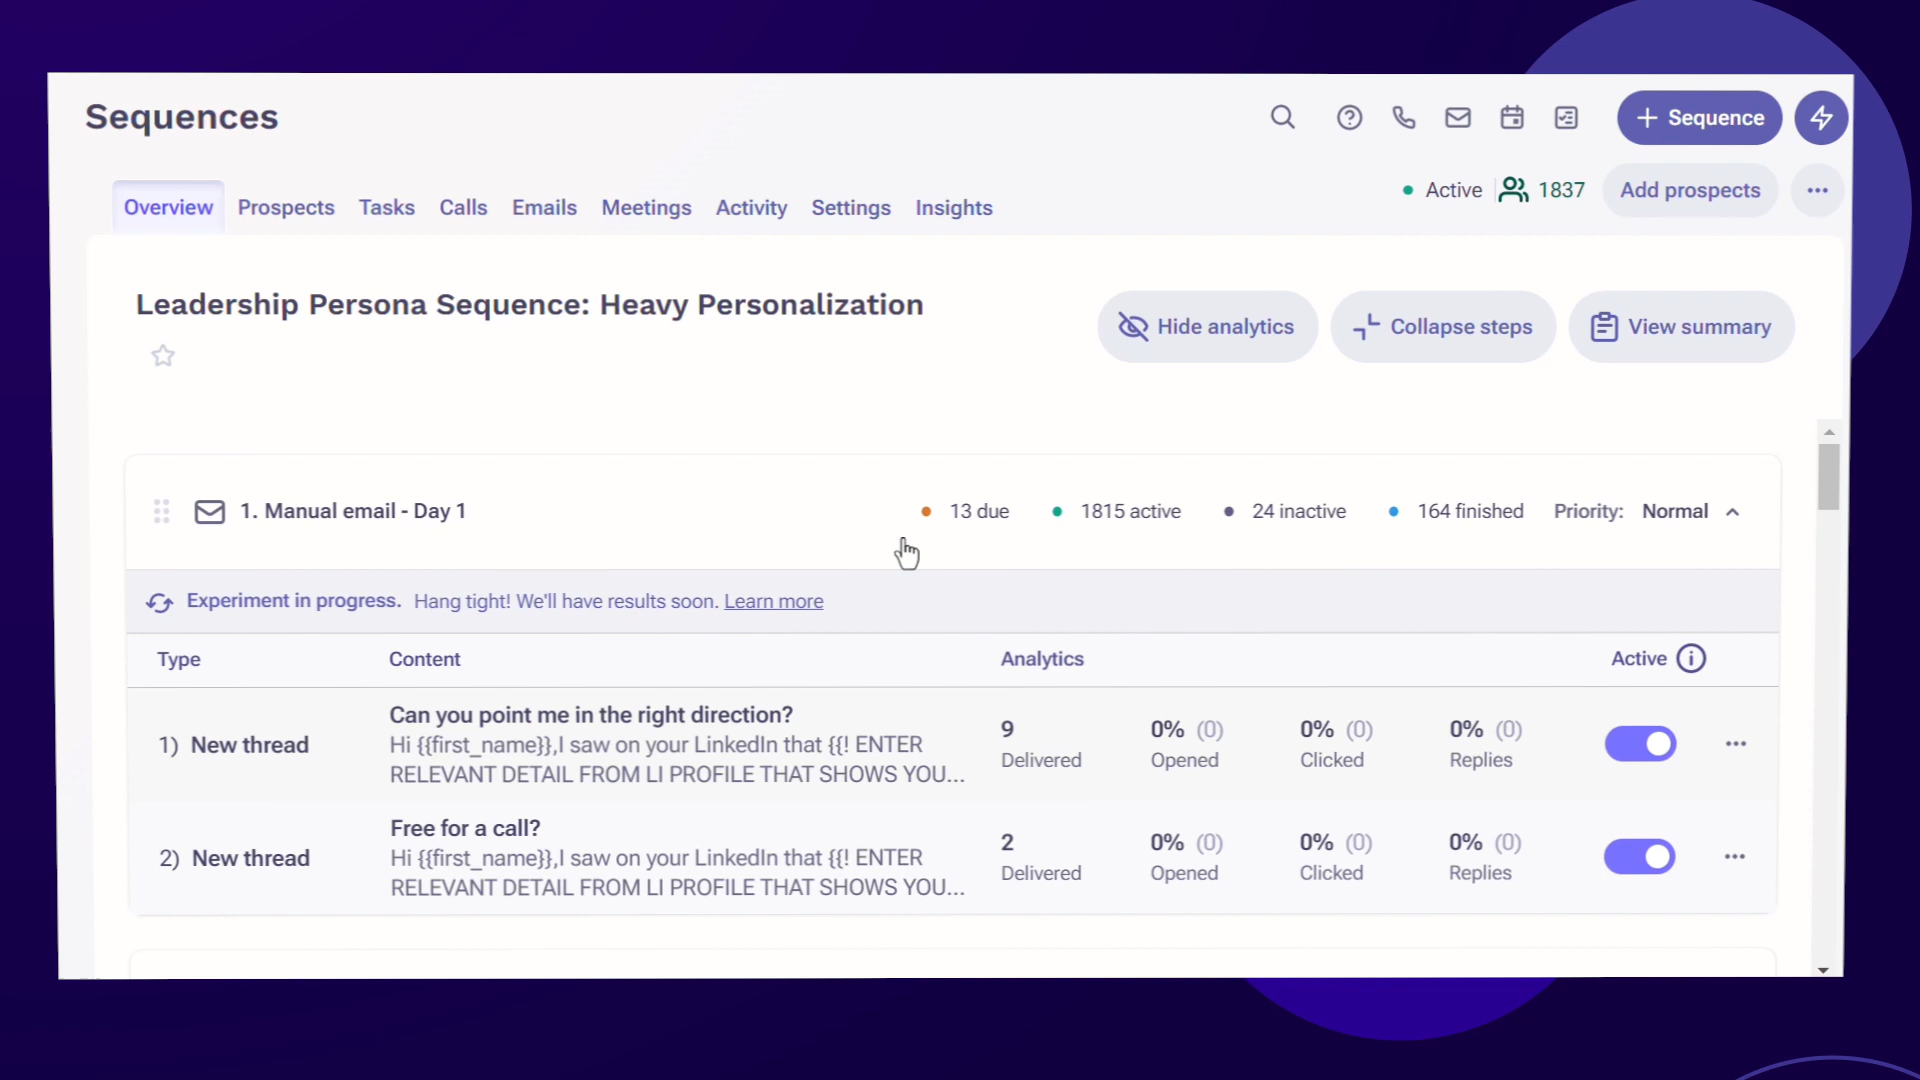 Sequences
+ Sequence
Overview Prospects Tasks Calls Emails Meetings Activity Settings Insights
Active 1837 Add prospects
Leadership Persona Sequence: Heavy Personalization
Hide analytics Collapse steps View summary
1. Manual email - Day 1 13 due 1815 active 24 inactive 164 finished Priority: Normal
Experiment in progress. Hang tight! We'll have results soon. Learn more
Type Content Analytics Active
1) New thread
Can you point me in the right direction?
Hi {{first_name}},I saw on your LinkedIn that {{! ENTER
RELEVANT DETAIL FROM LI PROFILE THAT SHOWS YOU...
9 0% (0) 0% (0) 0% (0)
Delivered Opened Clicked Replies
2) New thread
Free for a call?
Hi {{first_name}},I saw on your LinkedIn that {{! ENTER
RELEVANT DETAIL FROM LI PROFILE THAT SHOWS YOU...
2 0% (0) 0% (0) 0% (0)
Delivered Opened Clicked Replies